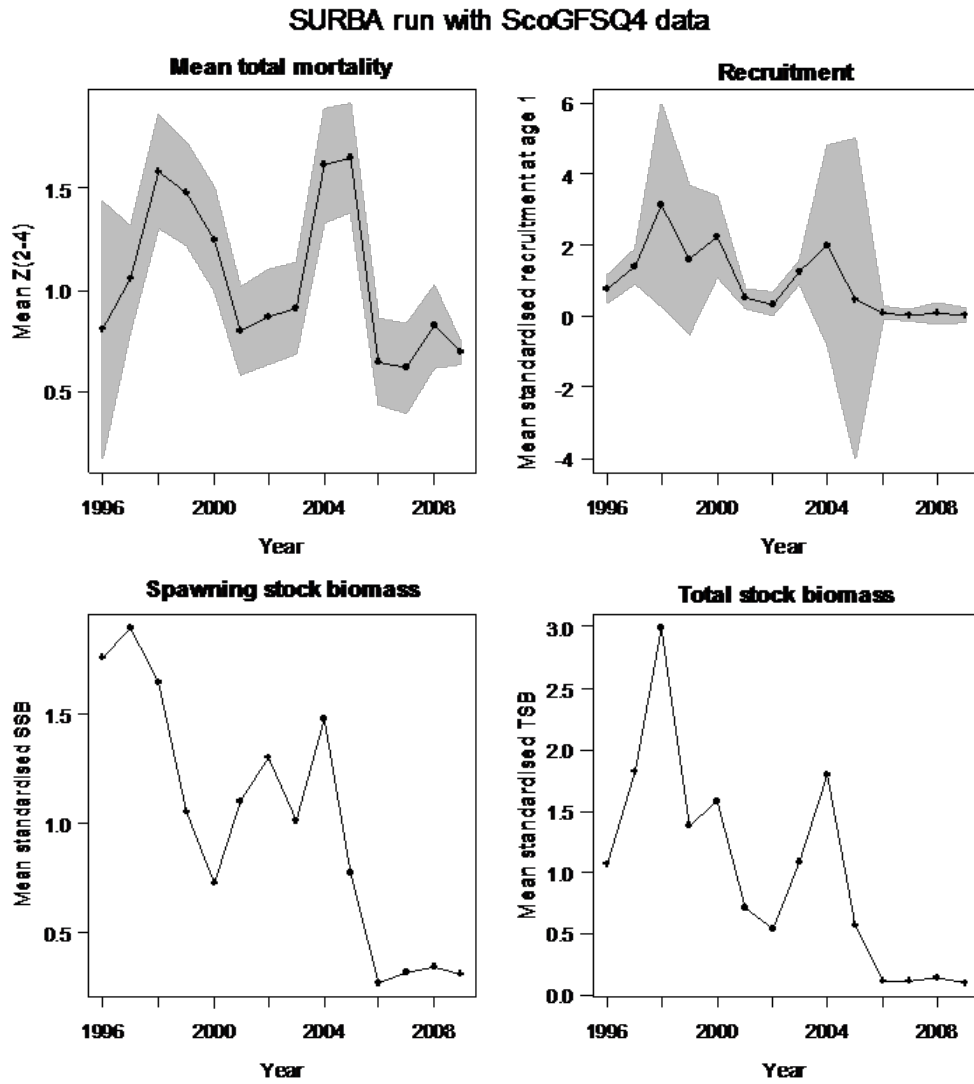 SURBA run with ScoGFSQ4 data
Mean total mortality
Mean Z(2-4)
1.5
1.0
0.5
1996 2000 2004 2008
Year
Recruitment
Mean standardised recruitment at age 1
6
4
2
0
-2
-4
1996 2000 2004 2008
Year
Spawning stock biomass
Mean standardised SSB
1.5
1.0
0.5
1996 2000 2004 2008
Year
Total stock biomass
Mean standardised TSB
3.0
2.5
2.0
1.5
1.0
0.5
0.0
1996 2000 2004 2008
Year